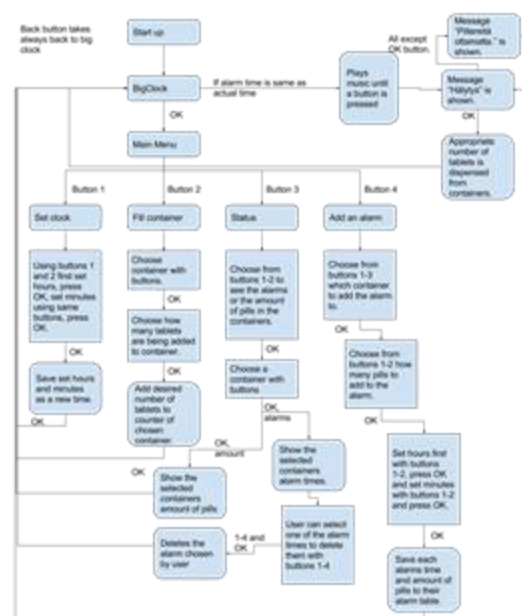 Back button takes
always back to big
clock
Start up
All except
OK button.
Message
is shown.
BigClock
If alarm time is same as
actual time
Plays
music until
a button is
pressed
Message
"Hälytys" is
shown.
OK
OK
Main Menu
Appropriate
number of
tablets is
dispensed
from
containers.
Button 1
Button 2
Button 3
Button 4
Set clock
Fill container
Status
Add an alarm
Using buttons 1
and 2 first set
hours, press
OK, set minutes
using same
buttons, press
OK.
Choose
container with
buttons.
Choose from
buttons 1-2 to
see the alarms
or the amount
of pills in the
containers.
Choose from
buttons 1-3
which container
to add the alarm
to.
OK
OK
Choose how
many tablets
are being added
to container.
OK
OK
Choose from
buttons 1-2 how
many pills to
add to the
alarm.
Save set hours
and minutes
as a new time.
OK
OK
Choose a
container with
buttons
Add desired
number of
tablets to
counter of
chosen
container.
OK,
alarms
OK
OK,
amount
Show the
selected
containers
alarm times.
Set hours first
with buttons
1-2, press OK
and set minutes
with buttons 1-2
and press OK.
OK
Show the
selected
containers
amount of pills
User can select
one of the alarm
times to delete
them with
buttons 1-4
1-4 and
OK
Deletes the
alarm chosen
by user
OK
Save each
alarms time
and amount of
pills to their
alarm table.